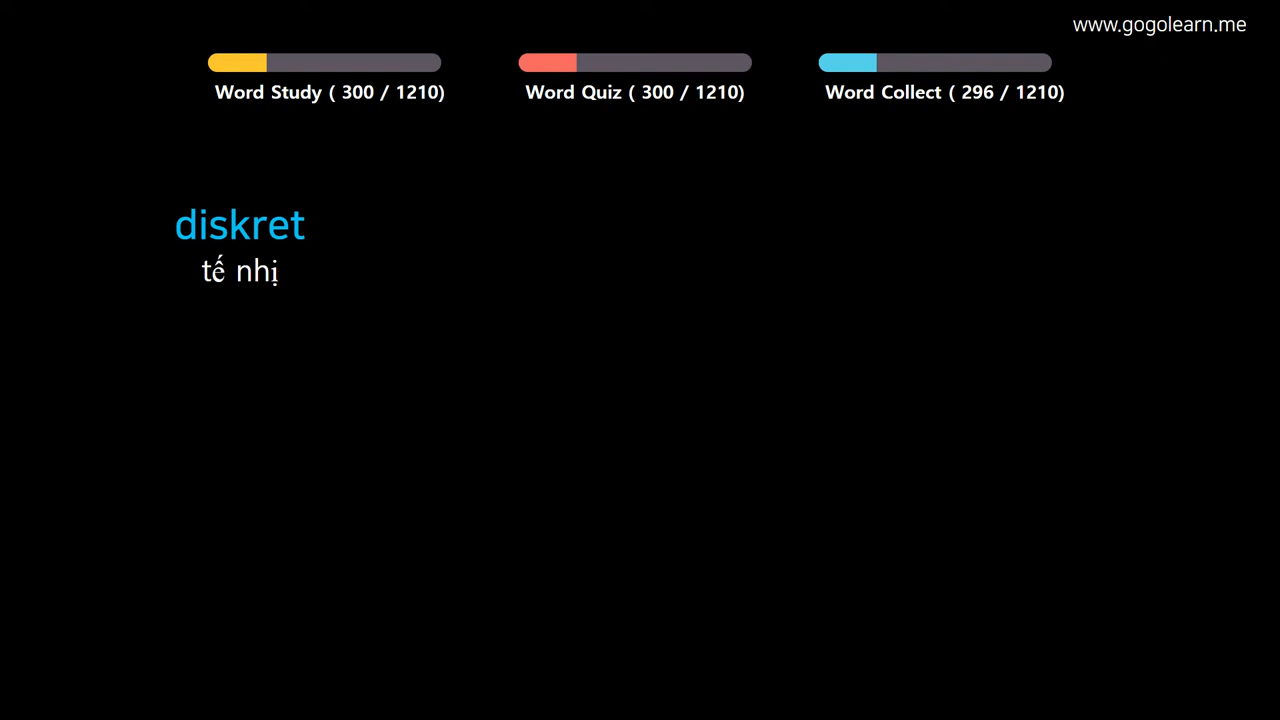 www.gogolearn.me
Word Study ( 300 / 1210)
Word Quiz ( 300 / 1210)
Word Collect ( 296 / 1210)
diskret
tế nhị